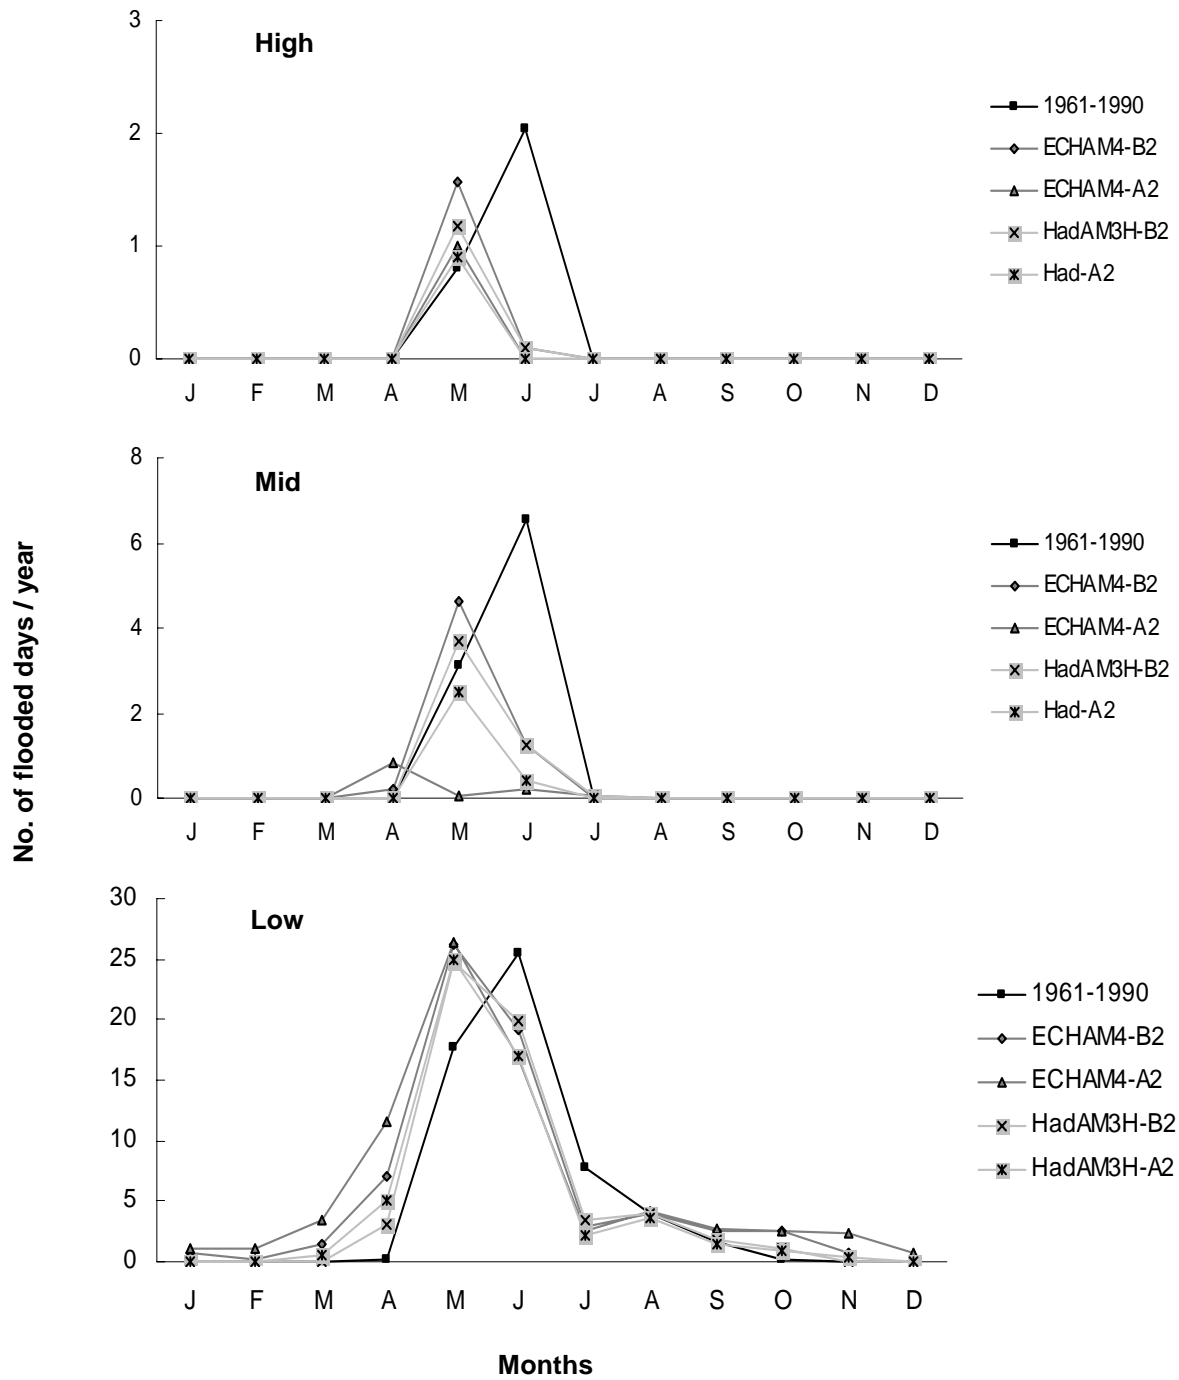 3
High
2
1
0
J F M A M J J A S O N D
1961-1990
ECHAM4-B2
ECHAM4-A2
HadAM3H-B2
Had-A2
No. of flooded days / year
8
Mid
6
4
2
0
J F M A M J J A S O N D
1961-1990
ECHAM4-B2
ECHAM4-A2
HadAM3H-B2
Had-A2
30
Low
25
20
15
10
5
0
J F M A M J J A S O N D
1961-1990
ECHAM4-B2
ECHAM4-A2
HadAM3H-B2
HadAM3H-A2
Months